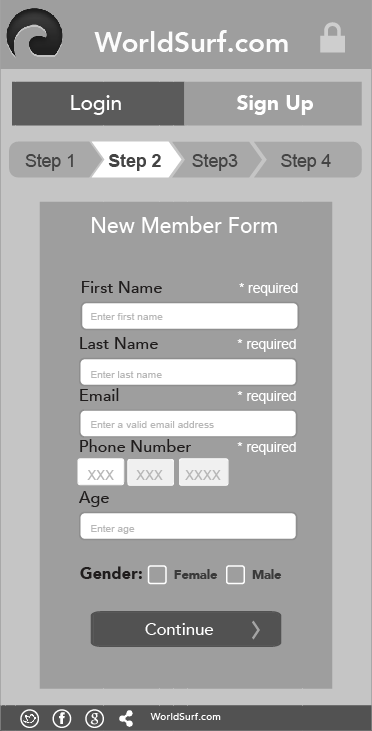 WorldSurf.com
Login Sign Up
Step 1 Step 2 Step3 Step 4
New Member Form
First Name * required
Enter first name
Last Name * required
Enter last name
Email * required
Enter a valid email address
Phone Number * required
XXX XXX XXXX
Age
Enter age
Gender: Female Male
Continue
WorldSurf.com